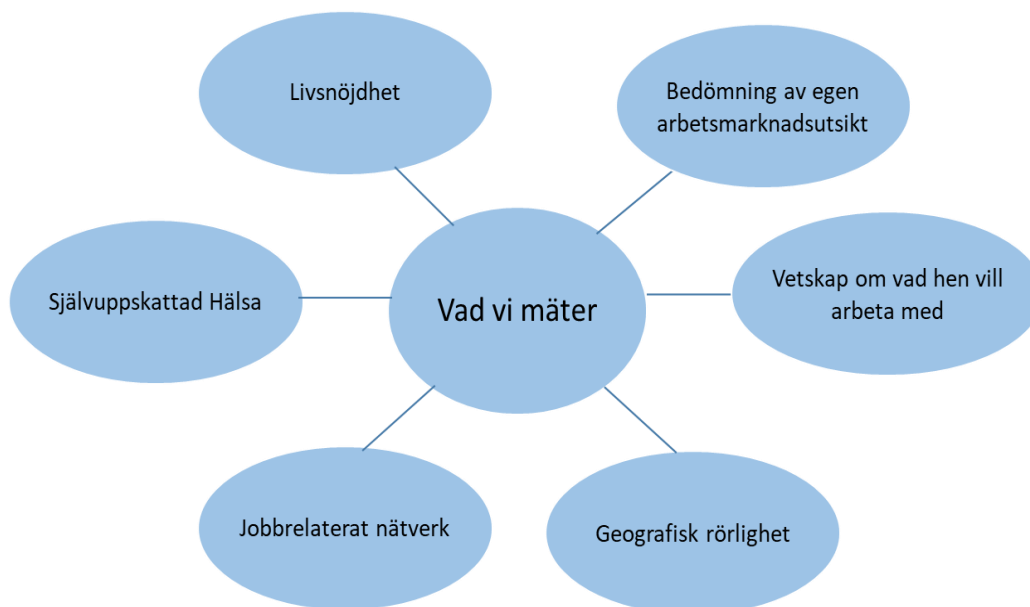 Livsnöjdhet
Bedömning av egen
arbetsmarknadsutsikt
Självuppskattad Hälsa
Vad vi mäter
Vetskap om vad hen vill
arbeta med
Jobbrelaterat nätverk
Geografisk rörlighet